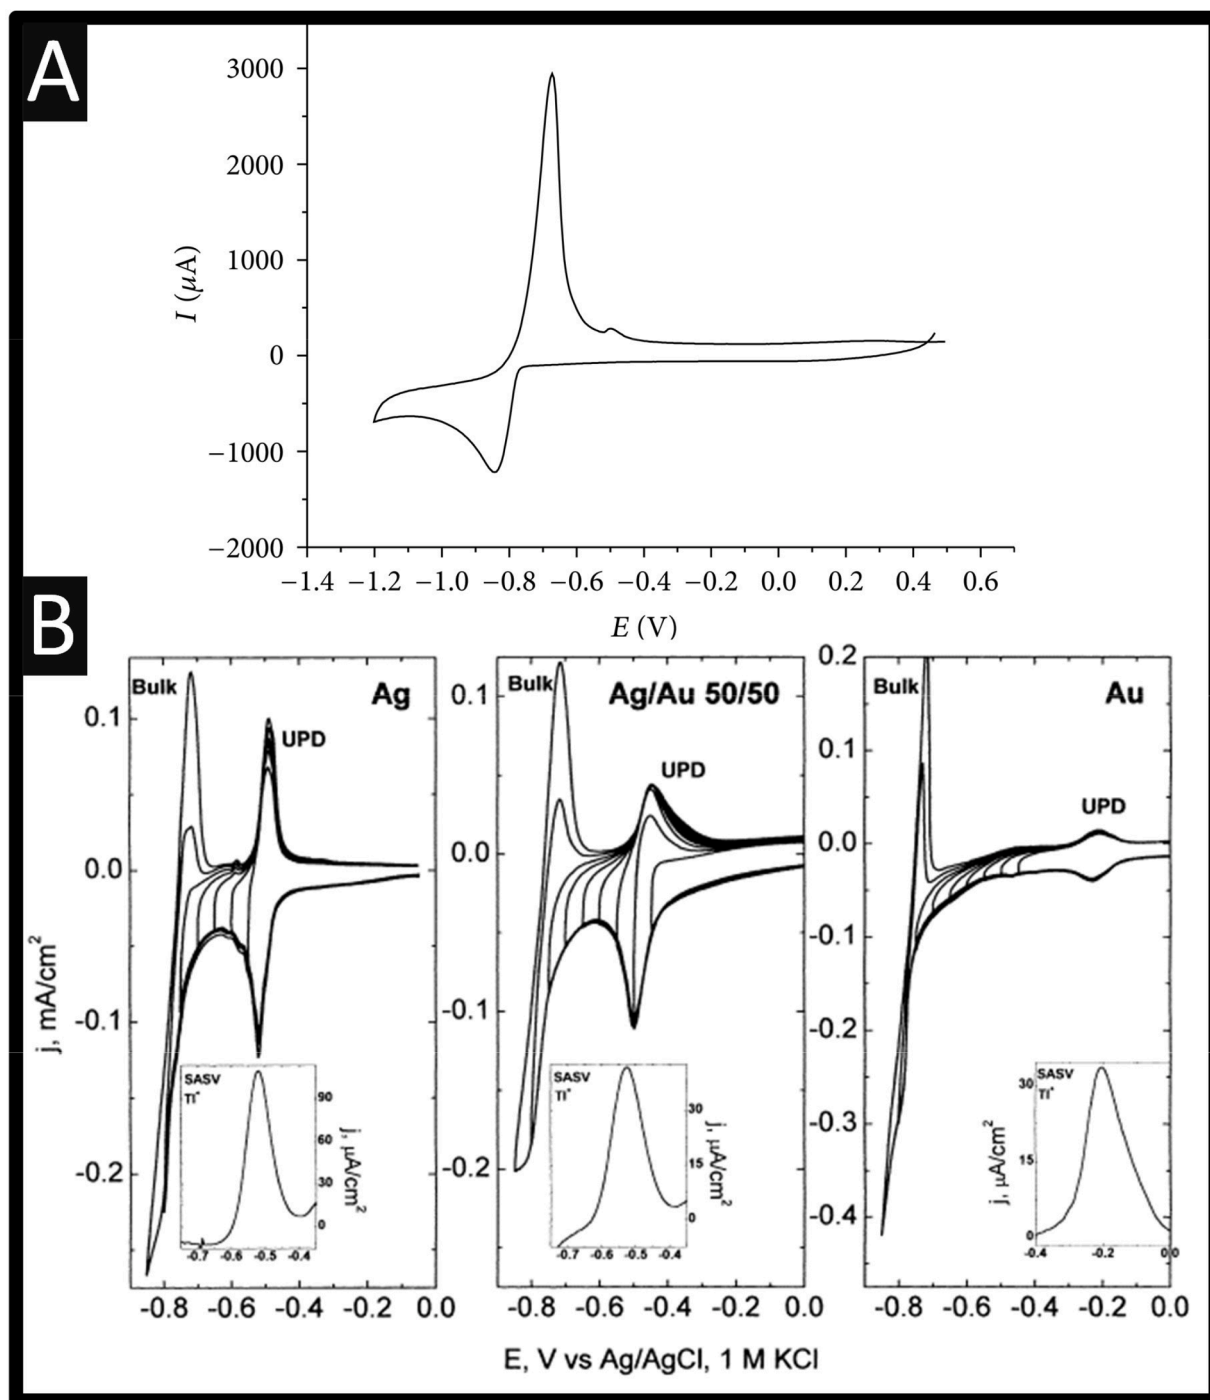 A
3000
2000
1000
0
−1000
−2000
I (μA)
−1.4 −1.2 −1.0 −0.8 −0.6 −0.4 −0.2 0.0 0.2 0.4 0.6
E (V)
B
Bulk Ag
UPD
0.1
0.0
-0.1
-0.2
j, mA/cm²
SASV
Tl⁺
90
60
30
0
j, μA/cm²
-0.7 -0.6 -0.5 -0.4
-0.8 -0.6 -0.4 -0.2 0.0
Bulk Ag/Au 50/50
UPD
0.1
0.0
-0.1
-0.2
SASV
Tl⁺
30
15
0
j, μA/cm²
-0.7 -0.6 -0.5 -0.4
-0.8 -0.6 -0.4 -0.2 0.0
Bulk Au
UPD
0.2
0.1
0.0
-0.1
-0.2
-0.3
-0.4
SASV
Tl⁺
30
15
0
j, μA/cm²
-0.4 -0.2 0.0
-0.8 -0.6 -0.4 -0.2 0.0
E, V vs Ag/AgCl, 1 M KCl